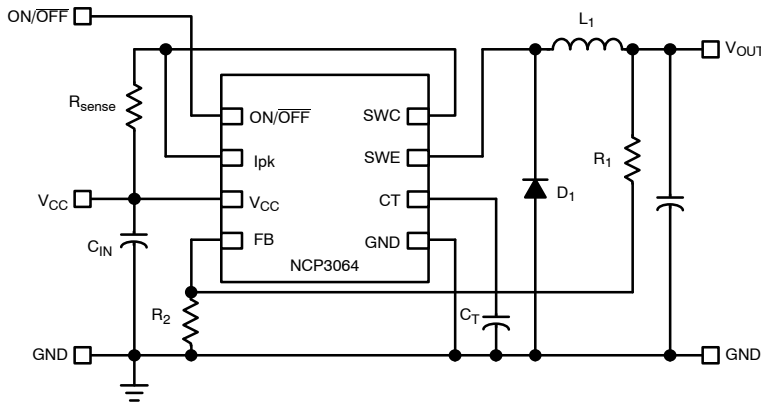 ON/OFF
L1
VOUT
Rsense
ON/OFF
SWC
Ipk
SWE
R1
VCC
VCC
CT
D1
CIN
FB
GND
NCP3064
R2
CT
GND
GND